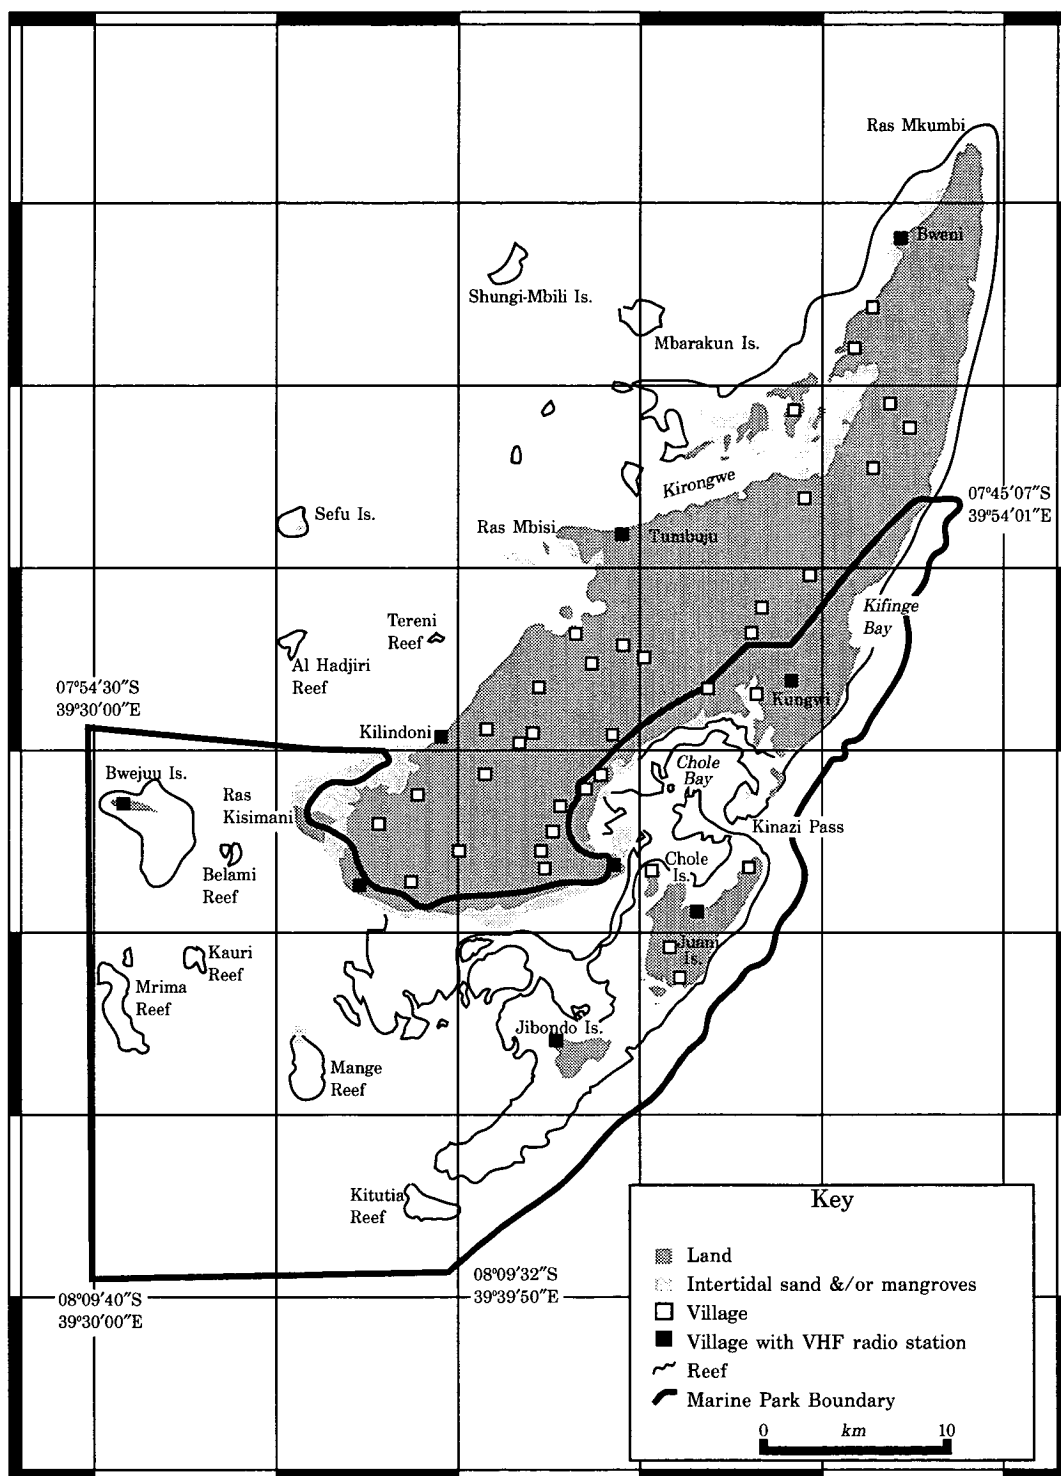 Ras Mkumbi
Bweni
Shungi-Mbili Is.
Mbarakun Is.
Kirongwe
07°45′07″S
39°54′01″E
Sefu Is.
Ras Mbisi
Tumbuju
Kifinge
Bay
Tereni
Reef
Al Hadjiri
Reef
07°54′30″S
39°30′00″E
Kungwi
Kilindoni
Chole
Bay
Bwejuu Is.
Ras
Kisimani
Kinazi Pass
Belami
Reef
Chole
Is.
Kauri
Reef
Juani
Is.
Mrima
Reef
Jibondo Is.
Mange
Reef
Kitutia
Reef
08°09′32″S
39°39′50″E
08°09′40″S
39°30′00″E
Key
Land
Intertidal sand &/or mangroves
Village
Village with VHF radio station
Reef
Marine Park Boundary
0 km 10